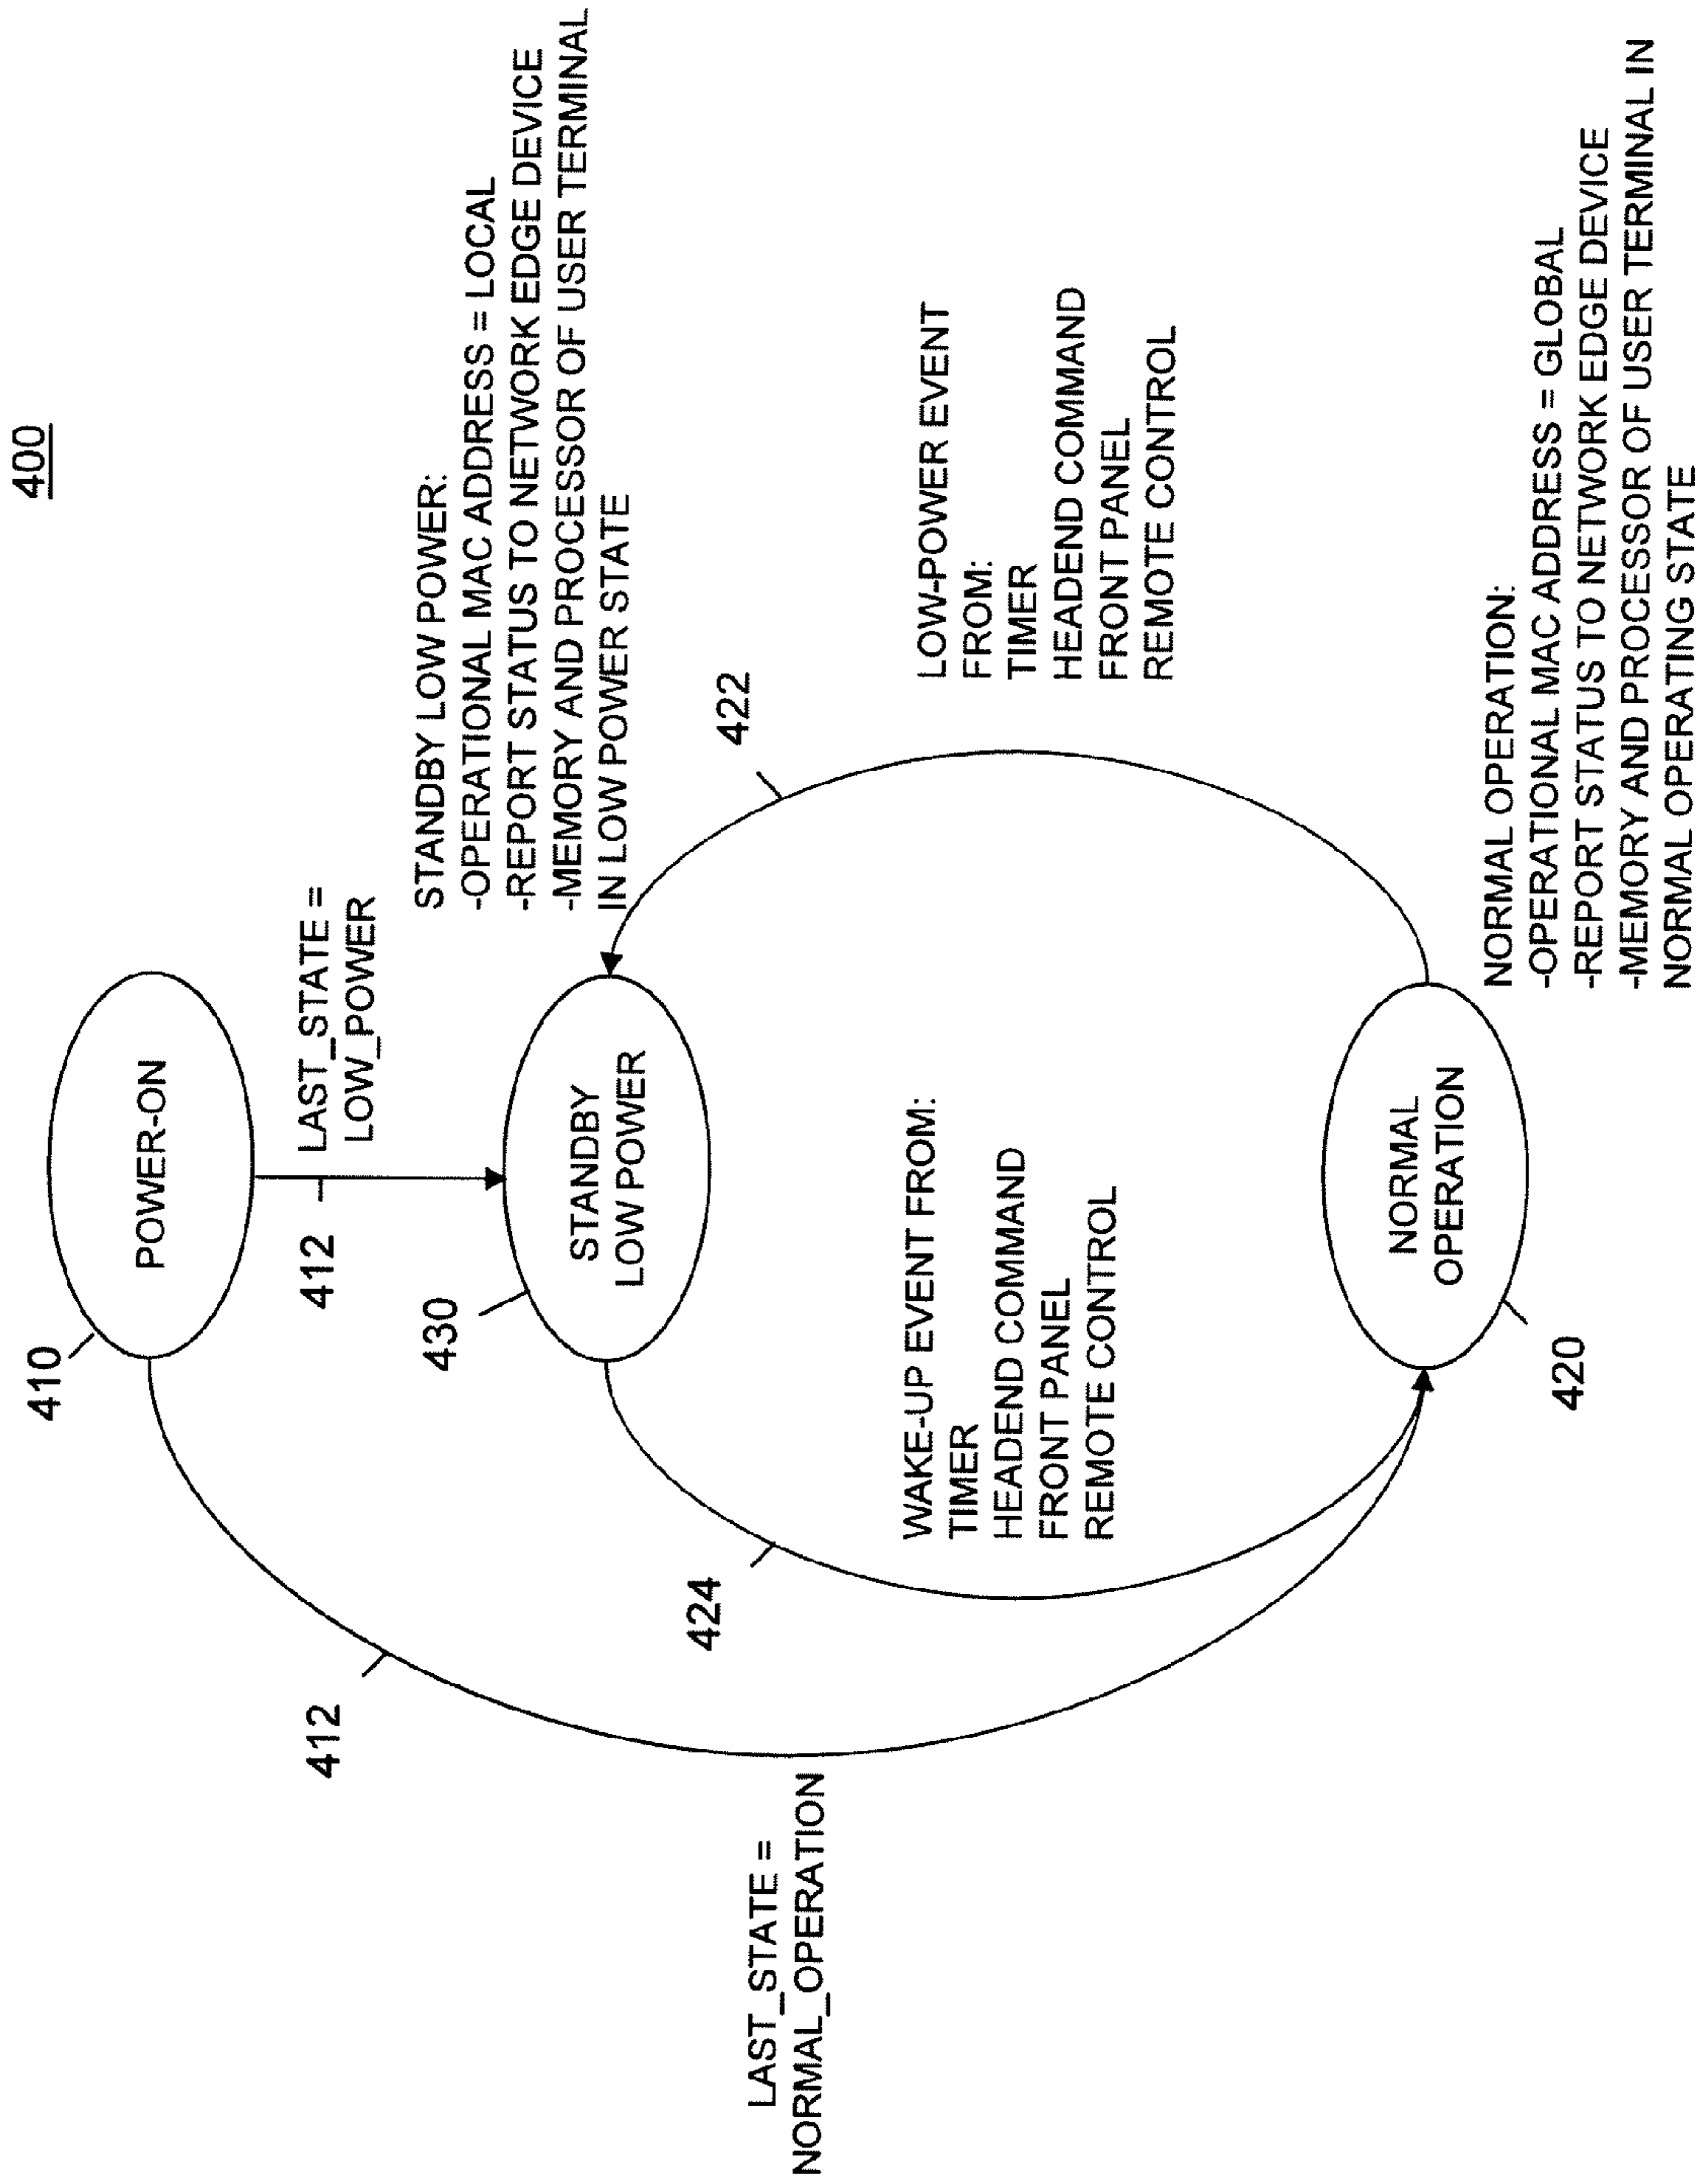 400
410
POWER-ON
412
LAST_STATE =
LOW_POWER
412
430
STANDBY
LOW POWER
STANDBY LOW POWER:
-OPERATIONAL MAC ADDRESS = LOCAL
-REPORT STATUS TO NETWORK EDGE DEVICE
-MEMORY AND PROCESSOR OF USER TERMINAL
IN LOW POWER STATE
424
422
LAST_STATE =
NORMAL_OPERATION
WAKE-UP EVENT FROM:
TIMER
HEADEND COMMAND
FRONT PANEL
REMOTE CONTROL
LOW-POWER EVENT
FROM:
TIMER
HEADEND COMMAND
FRONT PANEL
REMOTE CONTROL
NORMAL
OPERATION
420
NORMAL OPERATION:
-OPERATIONAL MAC ADDRESS = GLOBAL
-REPORT STATUS TO NETWORK EDGE DEVICE
-MEMORY AND PROCESSOR OF USER TERMINAL IN
NORMAL OPERATING STATE